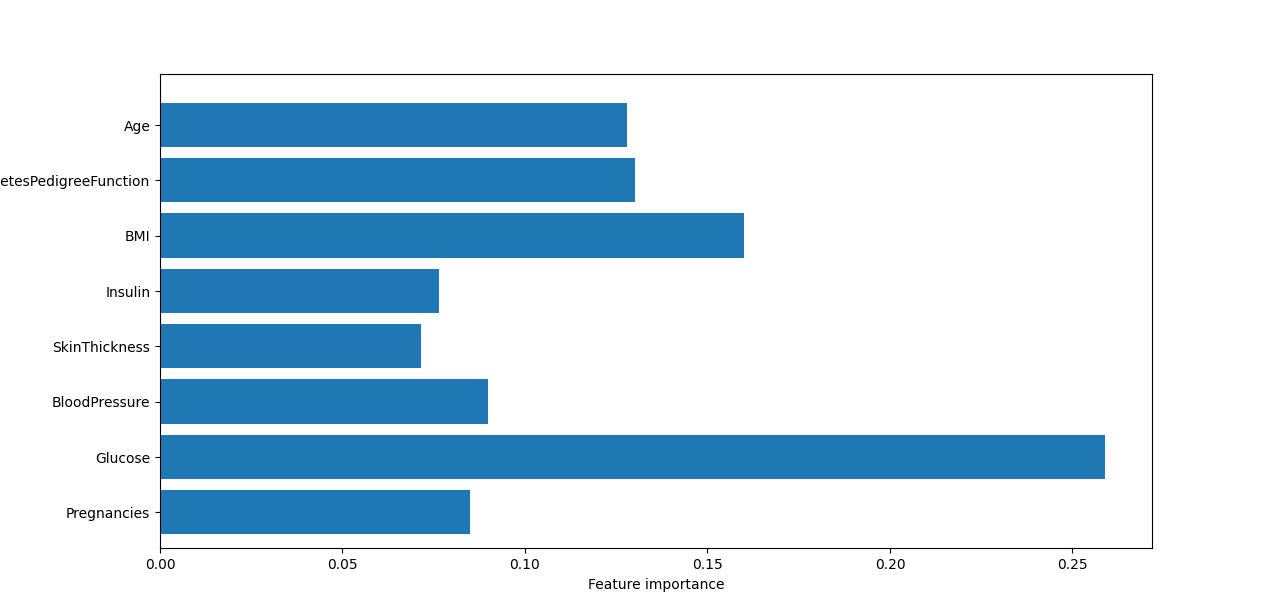 Age
etesPedigreeFunction
BMI
Insulin
SkinThickness
BloodPressure
Glucose
Pregnancies
0.00 0.05 0.10 0.15 0.20 0.25
Feature importance